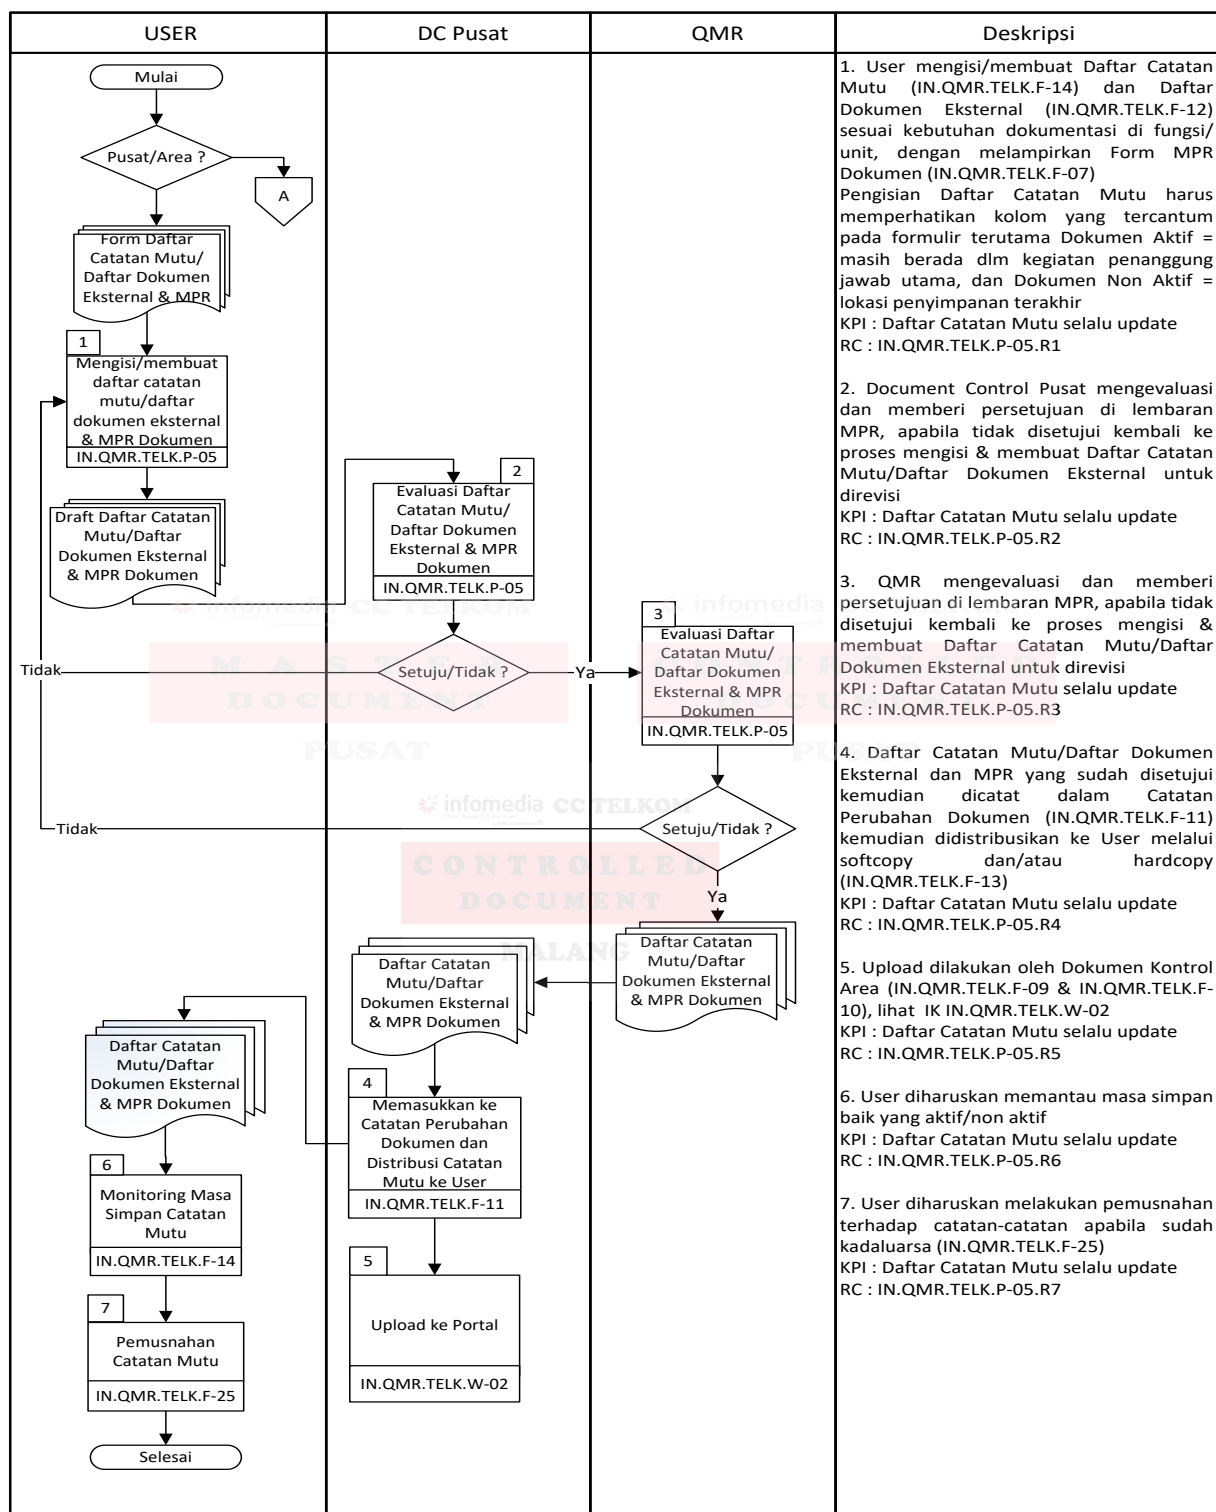 USER
DC Pusat
QMR
Deskripsi
Mulai
Pusat/Area ?
A
Form Daftar
Catatan Mutu/
Daftar Dokumen
Eksternal & MPR
1
Mengisi/membuat
daftar catatan
mutu/daftar
dokumen eksternal
& MPR Dokumen
IN.QMR.TELK.P-05
Draft Daftar Catatan
Mutu/Daftar
Dokumen Eksternal
& MPR Dokumen
2
Evaluasi Daftar
Catatan Mutu/
Daftar Dokumen
Eksternal & MPR
Dokumen
IN.QMR.TELK.P-05
Setuju/Tidak ?
Tidak
Ya
3
Evaluasi Daftar
Catatan Mutu/
Daftar Dokumen
Eksternal & MPR
Dokumen
IN.QMR.TELK.P-05
Setuju/Tidak ?
Tidak
Ya
Daftar Catatan
Mutu/Daftar
Dokumen Eksternal
& MPR Dokumen
Daftar Catatan
Mutu/Daftar
Dokumen Eksternal
& MPR Dokumen
4
Memasukkan ke
Catatan Perubahan
Dokumen dan
Distribusi Catatan
Mutu ke User
IN.QMR.TELK.F-11
5
Upload ke Portal
IN.QMR.TELK.W-02
Daftar Catatan
Mutu/Daftar
Dokumen Eksternal
& MPR Dokumen
6
Monitoring Masa
Simpan Catatan
Mutu
IN.QMR.TELK.F-14
7
Pemusnahan
Catatan Mutu
IN.QMR.TELK.F-25
Selesai
1. User mengisi/membuat Daftar Catatan
Mutu (IN.QMR.TELK.F-14) dan Daftar
Dokumen Eksternal (IN.QMR.TELK.F-12)
sesuai kebutuhan dokumentasi di fungsi/
unit, dengan melampirkan Form MPR
Dokumen (IN.QMR.TELK.F-07)
Pengisian Daftar Catatan Mutu harus
memperhatikan kolom yang tercantum
pada formulir terutama Dokumen Aktif =
masih berada dlm kegiatan penanggung
jawab utama, dan Dokumen Non Aktif =
lokasi penyimpanan terakhir
KPI : Daftar Catatan Mutu selalu update
RC : IN.QMR.TELK.P-05.R1
2. Document Control Pusat mengevaluasi
dan memberi persetujuan di lembaran
MPR, apabila tidak disetujui kembali ke
proses mengisi & membuat Daftar Catatan
Mutu/Daftar Dokumen Eksternal untuk
direvisi
KPI : Daftar Catatan Mutu selalu update
RC : IN.QMR.TELK.P-05.R2
3. QMR mengevaluasi dan memberi
persetujuan di lembaran MPR, apabila tidak
disetujui kembali ke proses mengisi &
membuat Daftar Catatan Mutu/Daftar
Dokumen Eksternal untuk direvisi
KPI : Daftar Catatan Mutu selalu update
RC : IN.QMR.TELK.P-05.R3
4. Daftar Catatan Mutu/Daftar Dokumen
Eksternal dan MPR yang sudah disetujui
kemudian dicatat dalam Catatan
Perubahan Dokumen (IN.QMR.TELK.F-11)
kemudian didistribusikan ke User melalui
softcopy dan/atau hardcopy
(IN.QMR.TELK.F-13)
KPI : Daftar Catatan Mutu selalu update
RC : IN.QMR.TELK.P-05.R4
5. Upload dilakukan oleh Dokumen Kontrol
Area (IN.QMR.TELK.F-09 & IN.QMR.TELK.F-
10), lihat IK IN.QMR.TELK.W-02
KPI : Daftar Catatan Mutu selalu update
RC : IN.QMR.TELK.P-05.R5
6. User diharuskan memantau masa simpan
baik yang aktif/non aktif
KPI : Daftar Catatan Mutu selalu update
RC : IN.QMR.TELK.P-05.R6
7. User diharuskan melakukan pemusnahan
terhadap catatan-catatan apabila sudah
kadaluarsa (IN.QMR.TELK.F-25)
KPI : Daftar Catatan Mutu selalu update
RC : IN.QMR.TELK.P-05.R7
infomedia CC TELKOM
MASTER
DOCUMENT
PUSAT
infomedia
CONTROLLED
DOCUMENT
PUSAT
infomedia CC TELKOM
CONTROLLED
DOCUMENT
MALANG